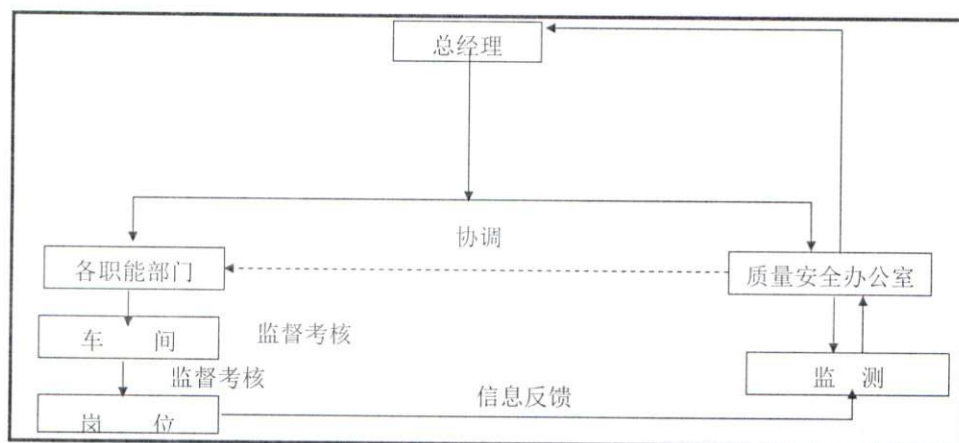 总经理
协调
各职能部门
质量安全办公室
车 间
监督考核
监督考核
监 测
信息反馈
岗 位